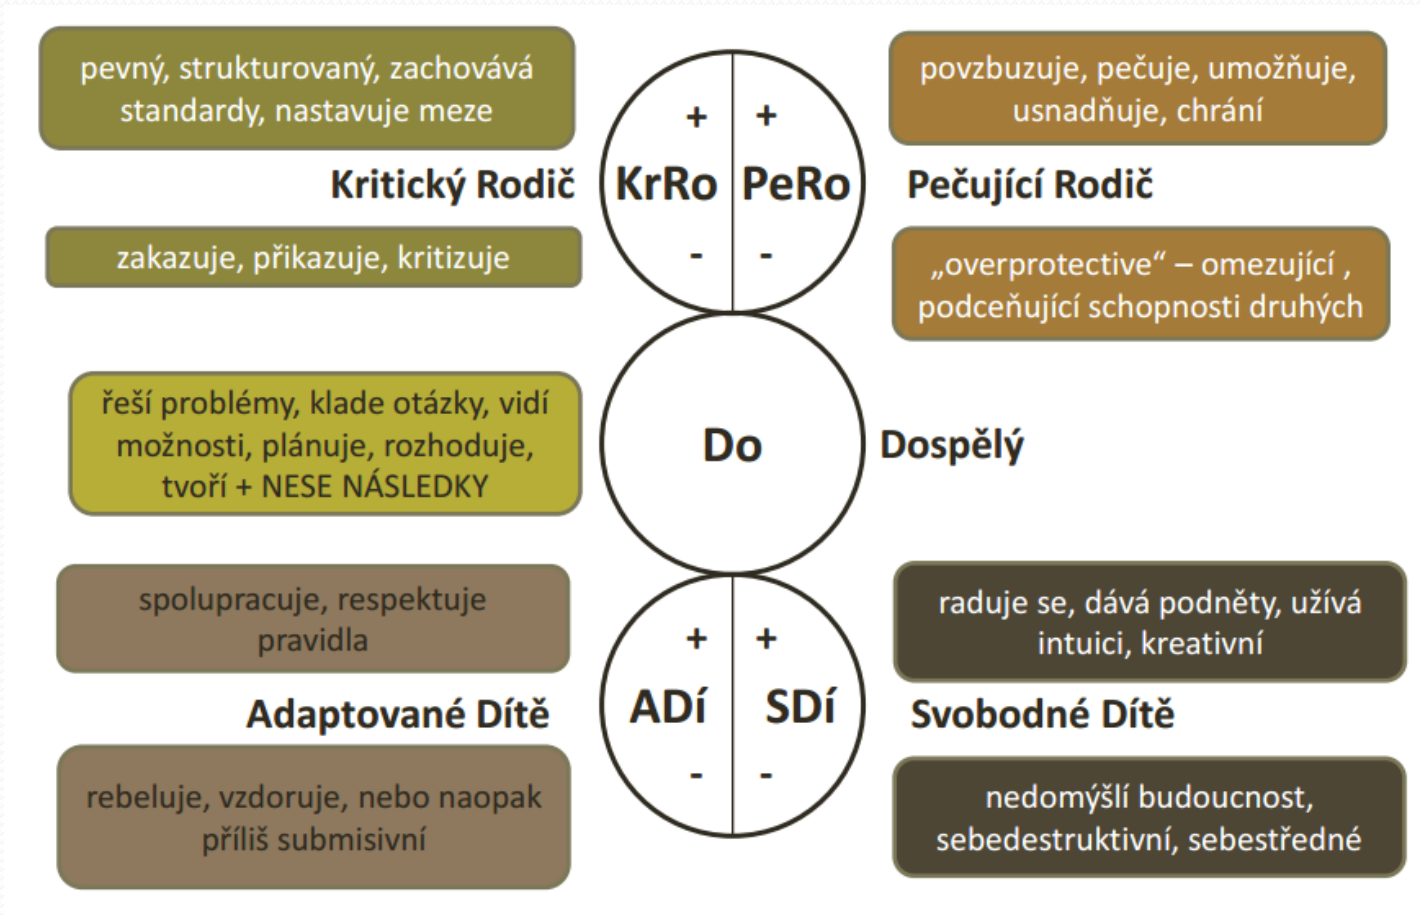 pevný, strukturovaný, zachovává
standardy, nastavuje meze
Kritický Rodič
zakazuje, přikazuje, kritizuje
+ +
KrRo PeRo
- -
povzbuzuje, pečuje, umožňuje,
usnadňuje, chrání
Pečující Rodič
„overprotective“ – omezující ,
podceňující schopnosti druhých
řeší problémy, klade otázky, vidí
možnosti, plánuje, rozhoduje,
tvoří + NESE NÁSLEDKY
Do
Dospělý
spolupracuje, respektuje
pravidla
Adaptované Dítě
rebeluje, vzdoruje, nebo naopak
příliš submisivní
+ +
ADí SDí
- -
raduje se, dává podněty, užívá
intuici, kreativní
Svobodné Dítě
nedomýšlí budoucnost,
sebedestruktivní, sebestředné